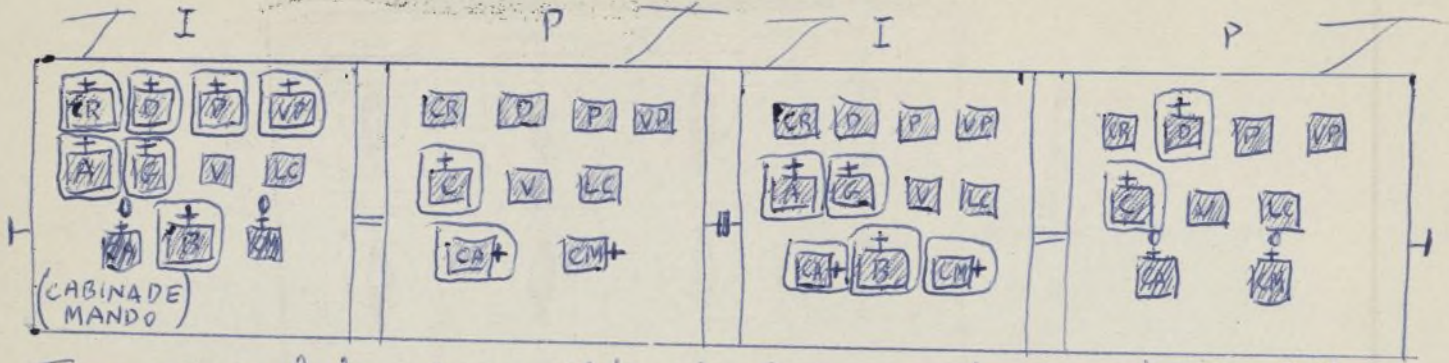 I P I P
CR D P VP CR D P VP CR D P VP CR D P VP
A G V LC C V LC A G V LC C V LC
CA B CM CA CM CA B CM CA CM
(CABINA DE
MANDO)